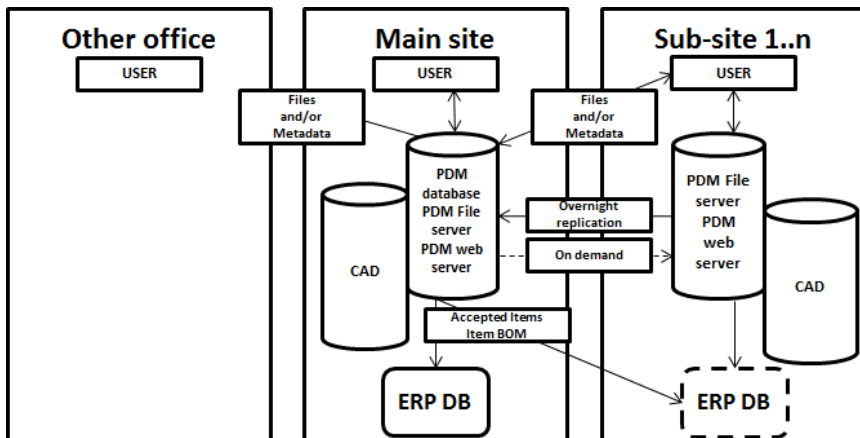 Other office
Main site
Sub-site 1..n
USER
USER
USER
Files
and/or
Metadata
Files
and/or
Metadata
PDM
database
PDM File
server
PDM web
server
PDM File
server
PDM
web
server
Overnight
replication
On demand
CAD
CAD
Accepted Items
Item BOM
ERP DB
ERP DB